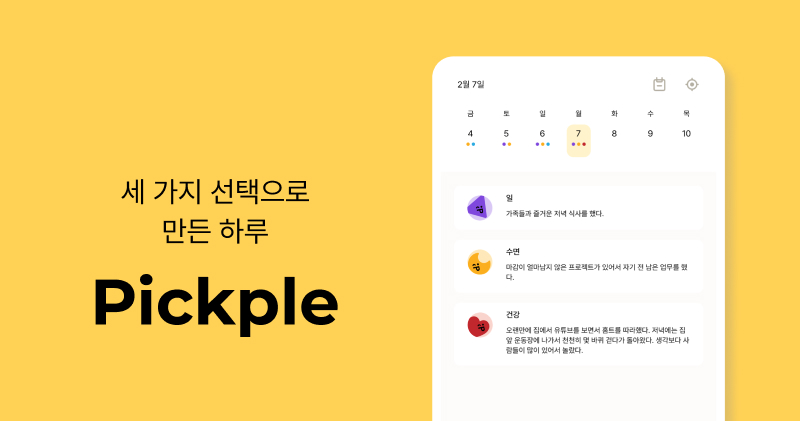 세 가지 선택으로
만든 하루
Pickple
2월 7일
금 토 일 월 화 수 목
4 5 6 7 8 9 10
일
가족들과 즐거운 저녁 식사를 했다.
수면
마감이 얼마남지 않은 프로젝트가 있어서 자기 전 남은 업무를 했
다.
건강
오랜만에 집에서 유튜브를 보면서 홈트를 따라했다. 저녁에는 집
앞 운동장에 나가서 천천히 몇 바퀴 걷다가 돌아왔다. 생각보다 사
람들이 많이 있어서 놀랐다.